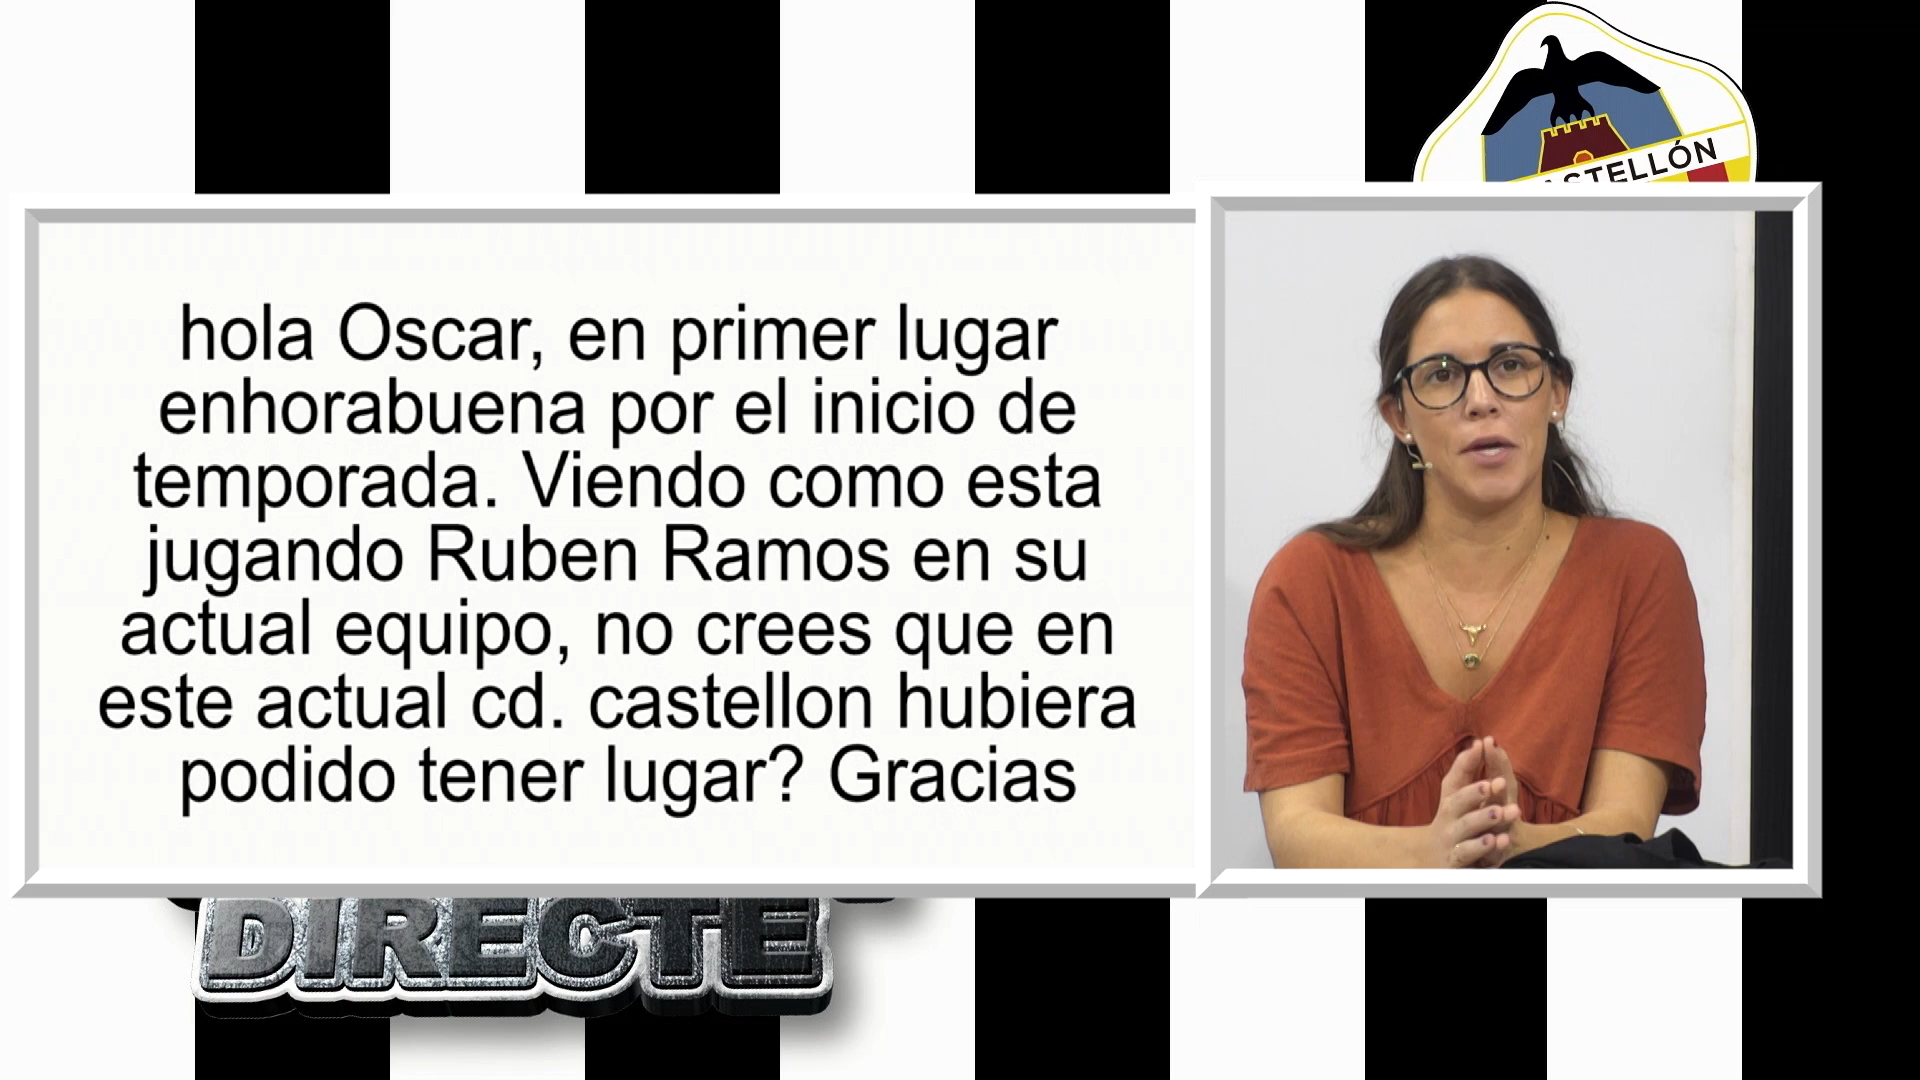 CASTELLÓN
hola Oscar, en primer lugar
enhorabuena por el inicio de
temporada. Viendo como esta
jugando Ruben Ramos en su
actual equipo, no crees que en
este actual cd. castellon hubiera
podido tener lugar? Gracias
DIRECTE